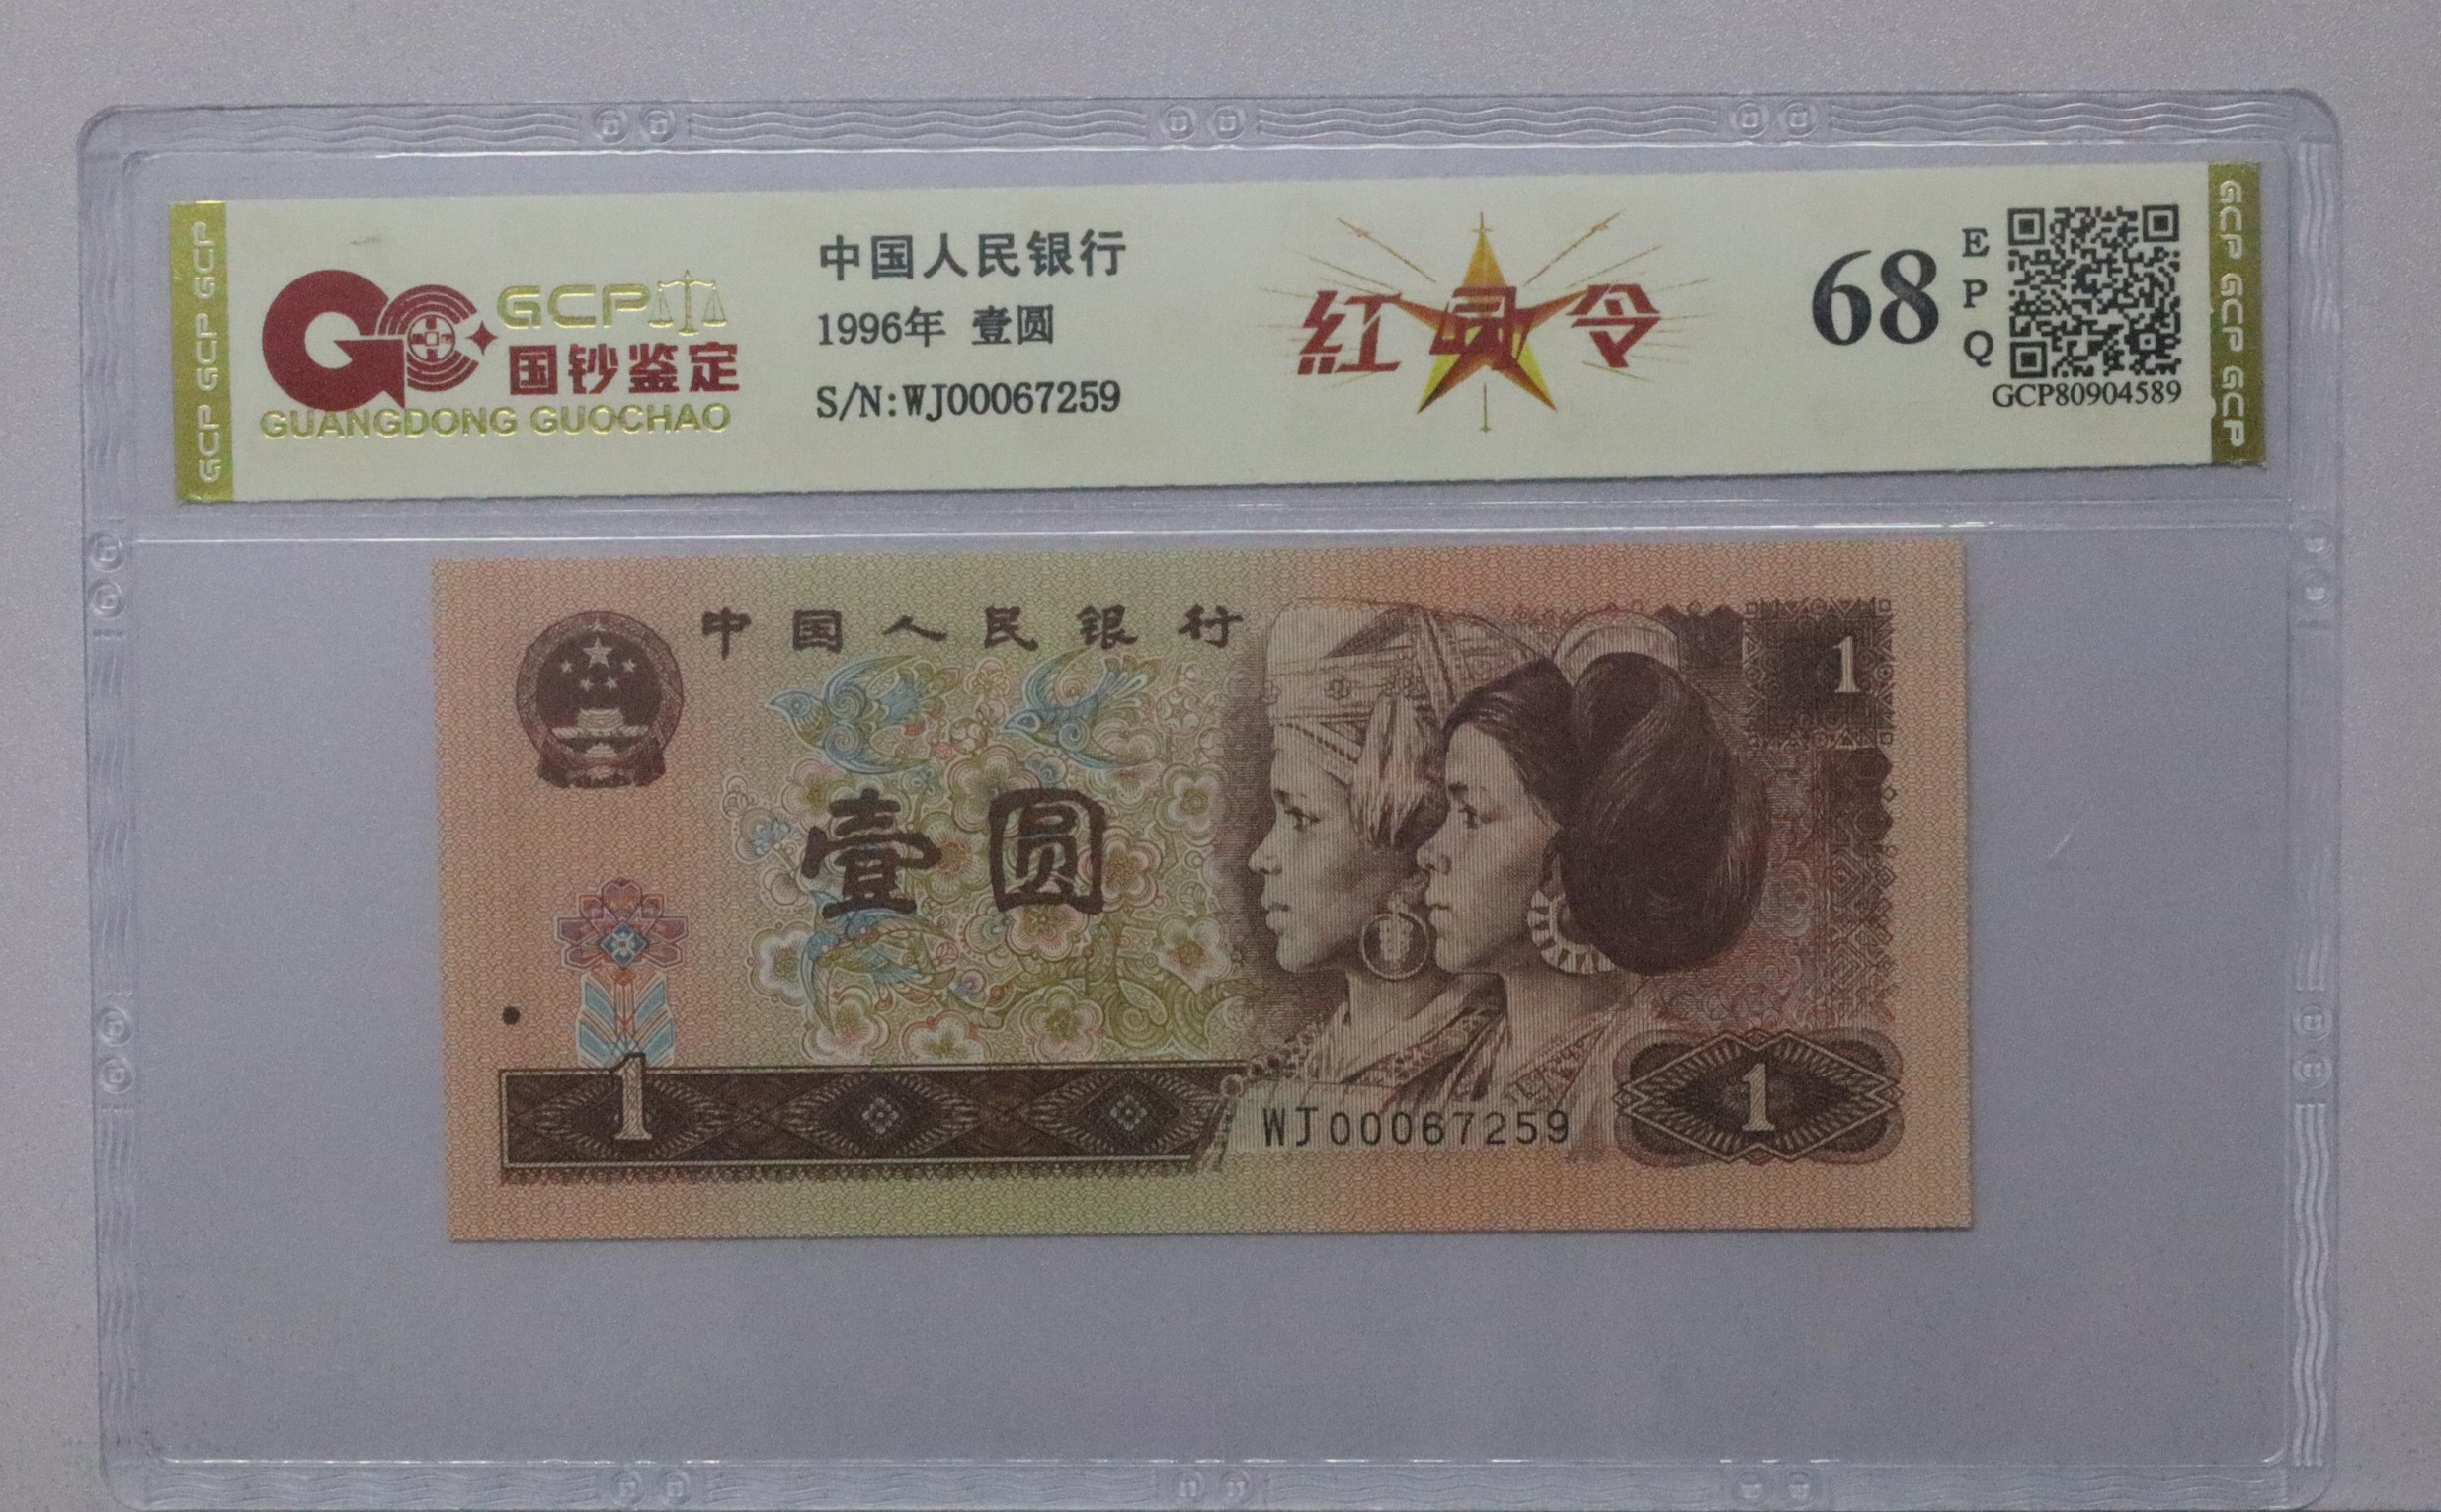 GCP GCP GCP
GCP
国钞鉴定
GUANGDONG GUOCHAO
中国人民银行
1996年 壹圆
S/N:WJ00067259
紅 令
68
E
P
Q
GCP80904589
GCP GCP GCP
中国人民银行
1
壹圆
1
WJ00067259
1